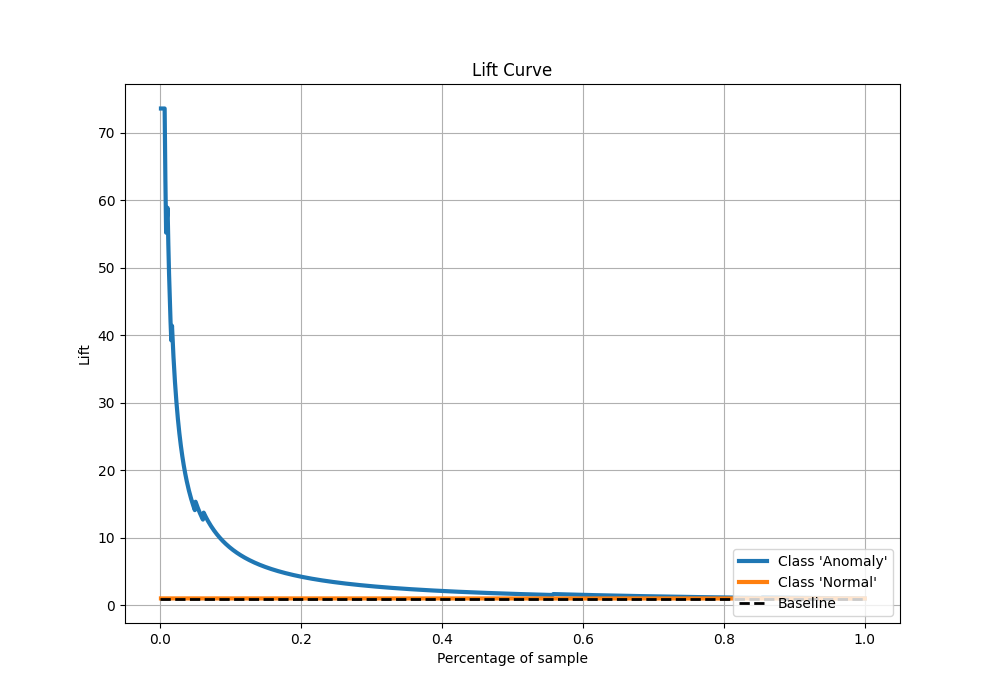 Lift Curve
70
60
50
40
30
20
10
0
Lift
0.0 0.2 0.4 0.6 0.8 1.0
Percentage of sample
Class 'Anomaly'
Class 'Normal'
Baseline